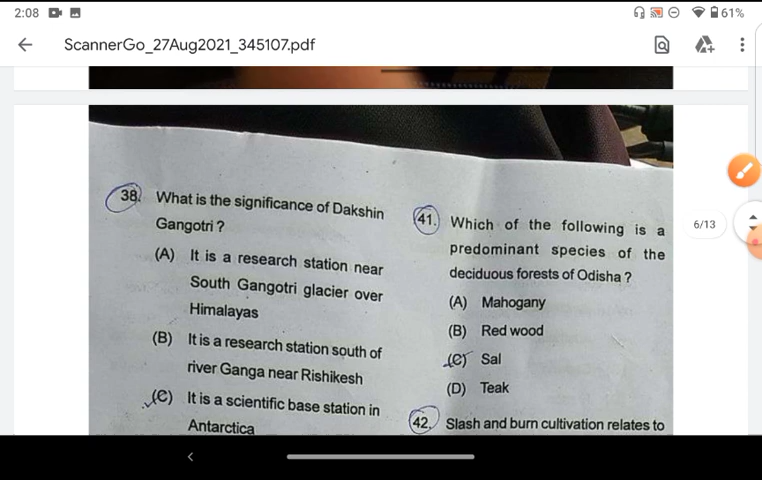 2:08
61%
ScannerGo_27Aug2021_345107.pdf
6/13
38. What is the significance of Dakshin
Gangotri ?
(A) It is a research station near
South Gangotri glacier over
Himalayas
(B) It is a research station south of
river Ganga near Rishikesh
(C) It is a scientific base station in
Antarctica
41. Which of the following is a
predominant species of the
deciduous forests of Odisha ?
(A) Mahogany
(B) Red wood
(C) Sal
(D) Teak
42. Slash and burn cultivation relates to